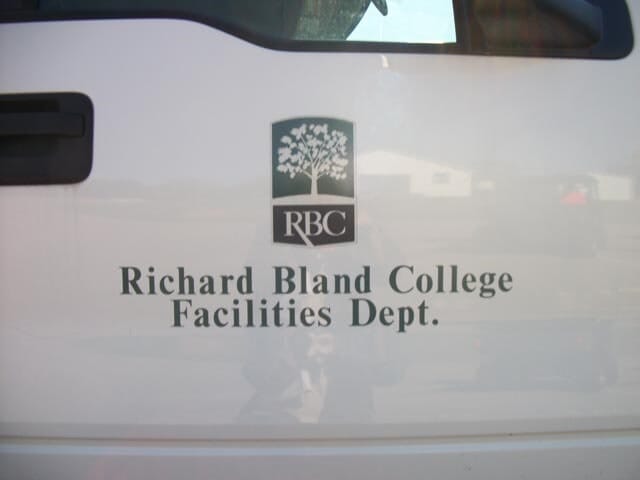 RBC
Richard Bland College
Facilities Dept.